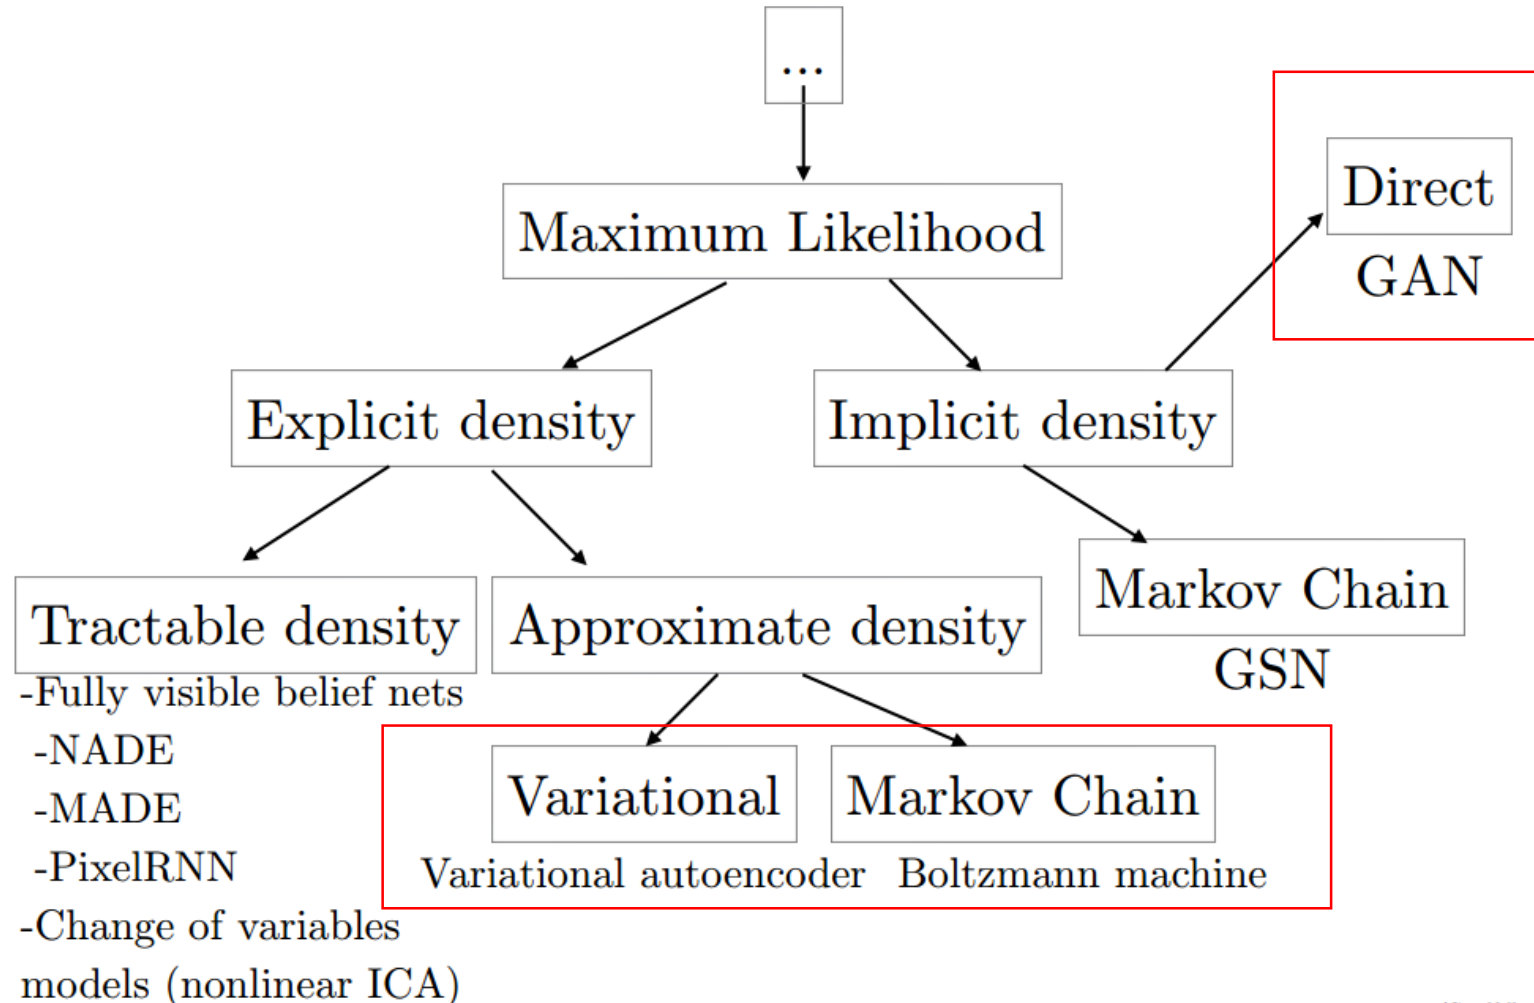 ...
Maximum Likelihood
Direct
GAN
Explicit density
Implicit density
Tractable density
Approximate density
Markov Chain
GSN
-Fully visible belief nets
-NADE
-MADE
-PixelRNN
-Change of variables
models (nonlinear ICA)
Variational
Markov Chain
Variational autoencoder
Boltzmann machine